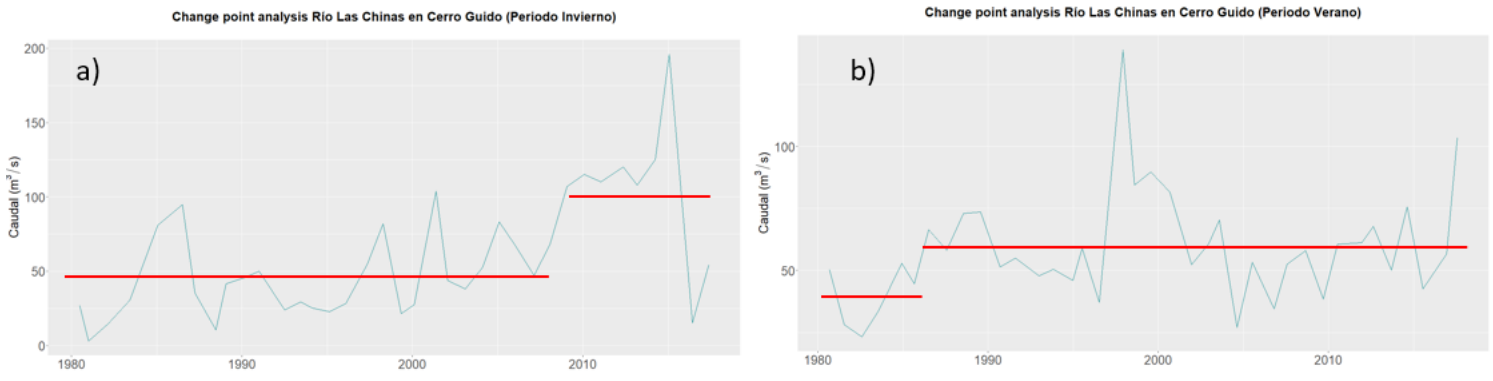 Change point analysis Río Las Chinas en Cerro Guido (Periodo Invierno)
a)
Caudal (m³/s)
200
150
100
50
0
1980
1990
2000
2010
Change point analysis Río Las Chinas en Cerro Guido (Periodo Verano)
b)
Caudal (m³/s)
100
50
1980
1990
2000
2010